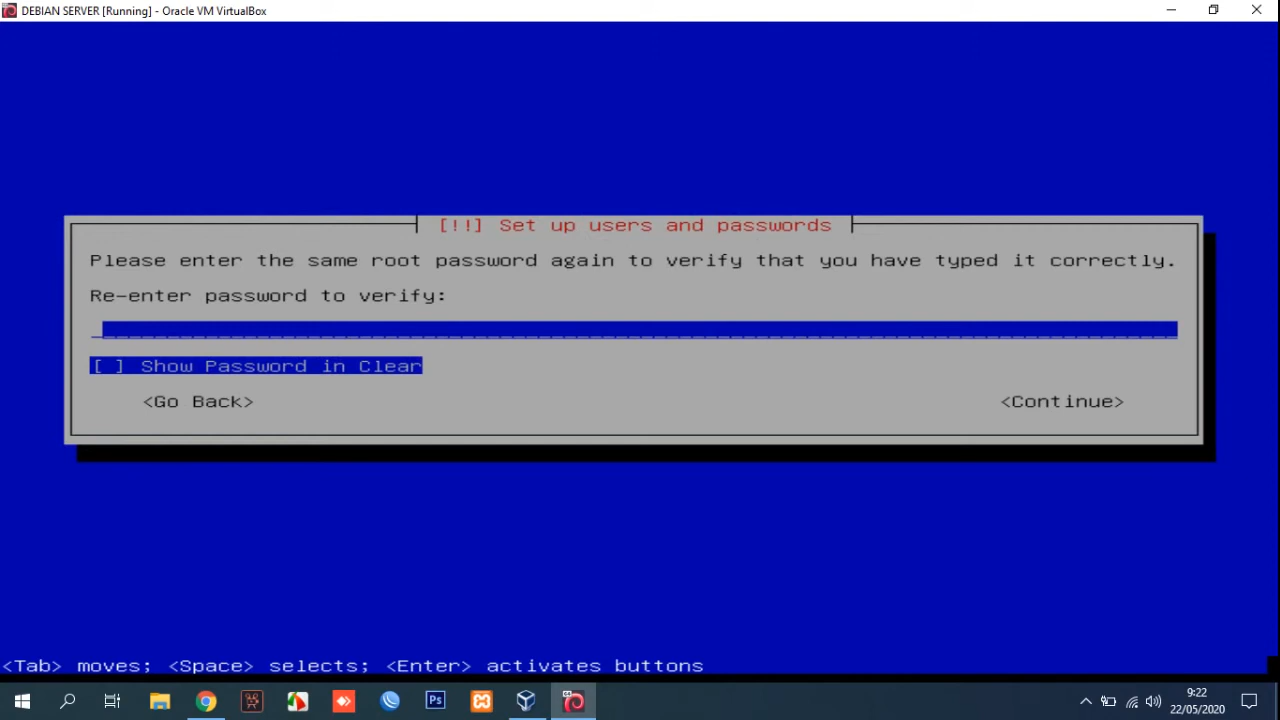 DEBIAN SERVER [Running] - Oracle VM VirtualBox
[!!] Set up users and passwords
Please enter the same root password again to verify that you have typed it correctly.
Re-enter password to verify:
[ ] Show Password in Clear
<Go Back> <Continue>
<Tab> moves; <Space> selects; <Enter> activates buttons
Ps
9:22
22/05/2020